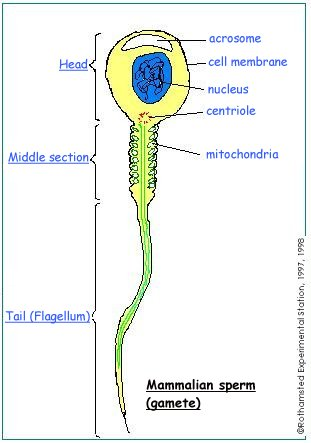 acrosome
Head
cell membrane
nucleus
centriole
Middle section
mitochondria
Tail (Flagellum)
Mammalian sperm
(gamete)
©Rothamsted Experimental Station, 1997, 1998